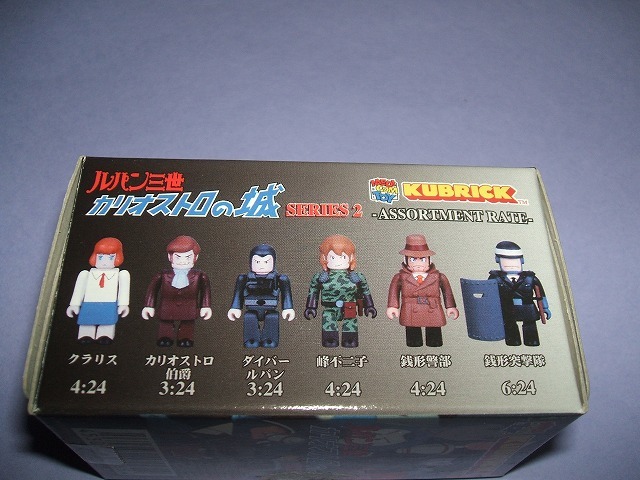 ルパン三世
カリオストロの城 SERIES 2
MEDICOM TOY
KUBRICK TM
-ASSORTMENT RATE-
クラリス
4:24
カリオストロ
伯爵
3:24
ダイバー
ルパン
3:24
峰不二子
4:24
銭形警部
4:24
銭形突撃隊
6:24